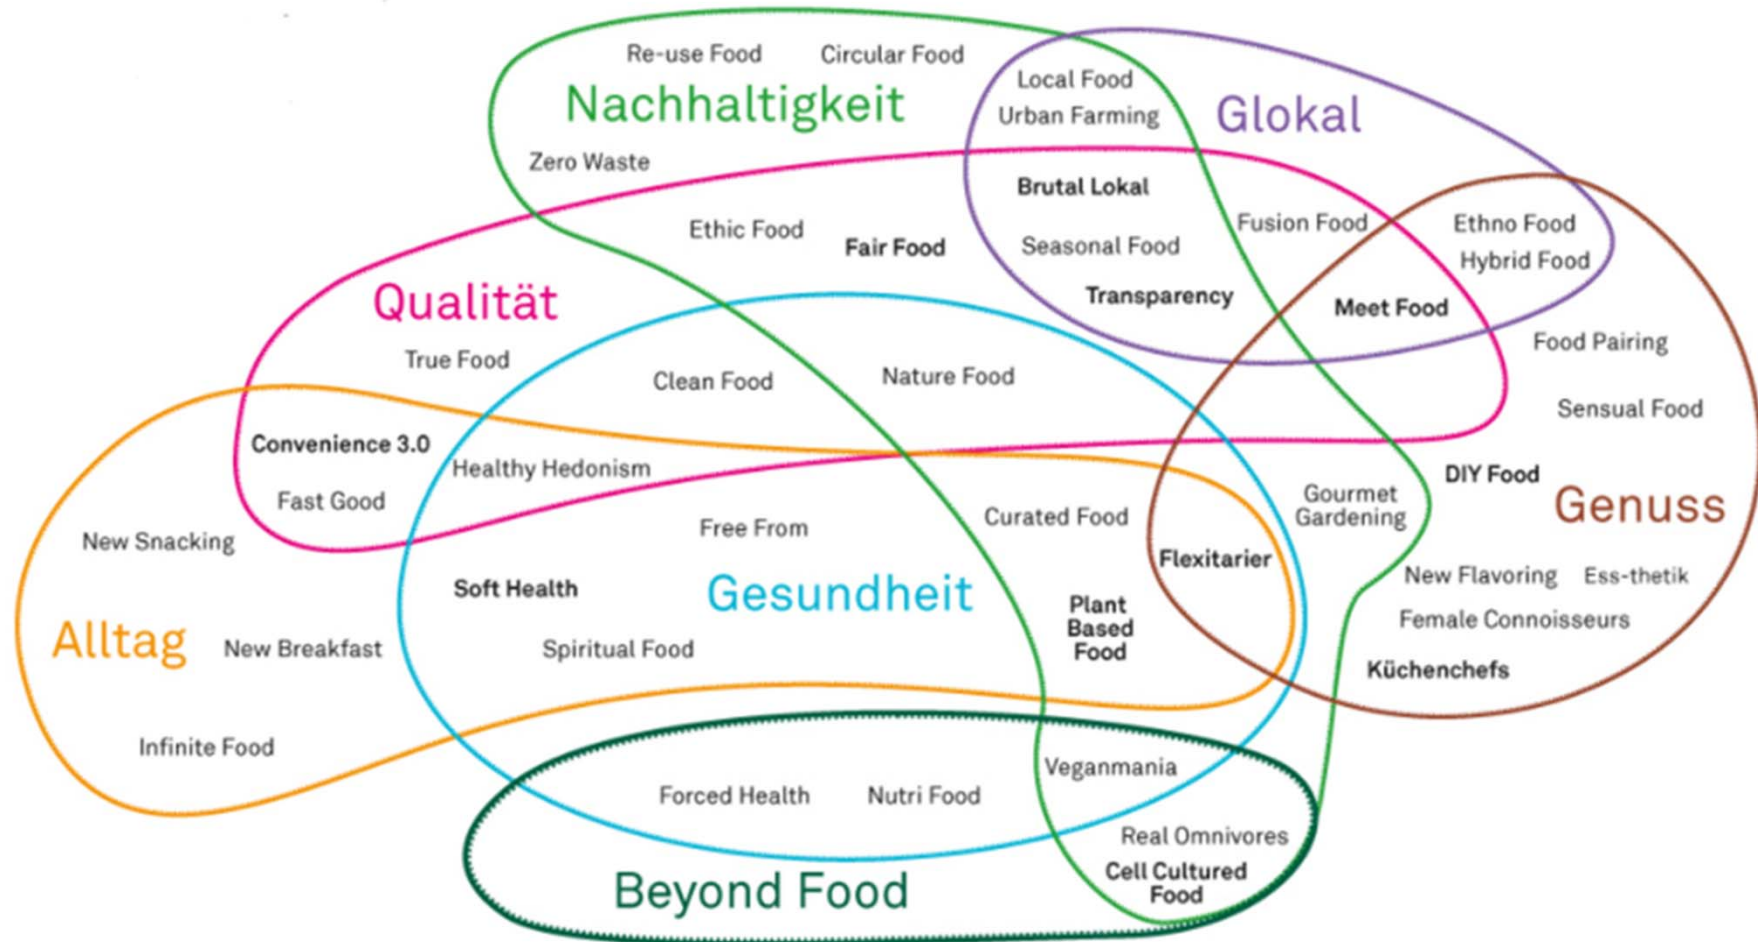 Re-use Food
Circular Food
Nachhaltigkeit
Local Food
Urban Farming
Glokal
Zero Waste
Brutal Lokal
Ethic Food
Fair Food
Seasonal Food
Fusion Food
Ethno Food
Hybrid Food
Qualität
Transparency
Meet Food
Food Pairing
True Food
Clean Food
Nature Food
Sensual Food
Convenience 3.0
Healthy Hedonism
DIY Food
Fast Good
Gourmet
Gardening
Genuss
New Snacking
Free From
Curated Food
Flexitarier
Soft Health
Gesundheit
New Flavoring
Ess-thetik
Plant
Based
Food
Female Connoisseurs
Alltag
New Breakfast
Spiritual Food
Küchenchefs
Infinite Food
Veganmania
Forced Health
Nutri Food
Real Omnivores
Cell Cultured
Food
Beyond Food